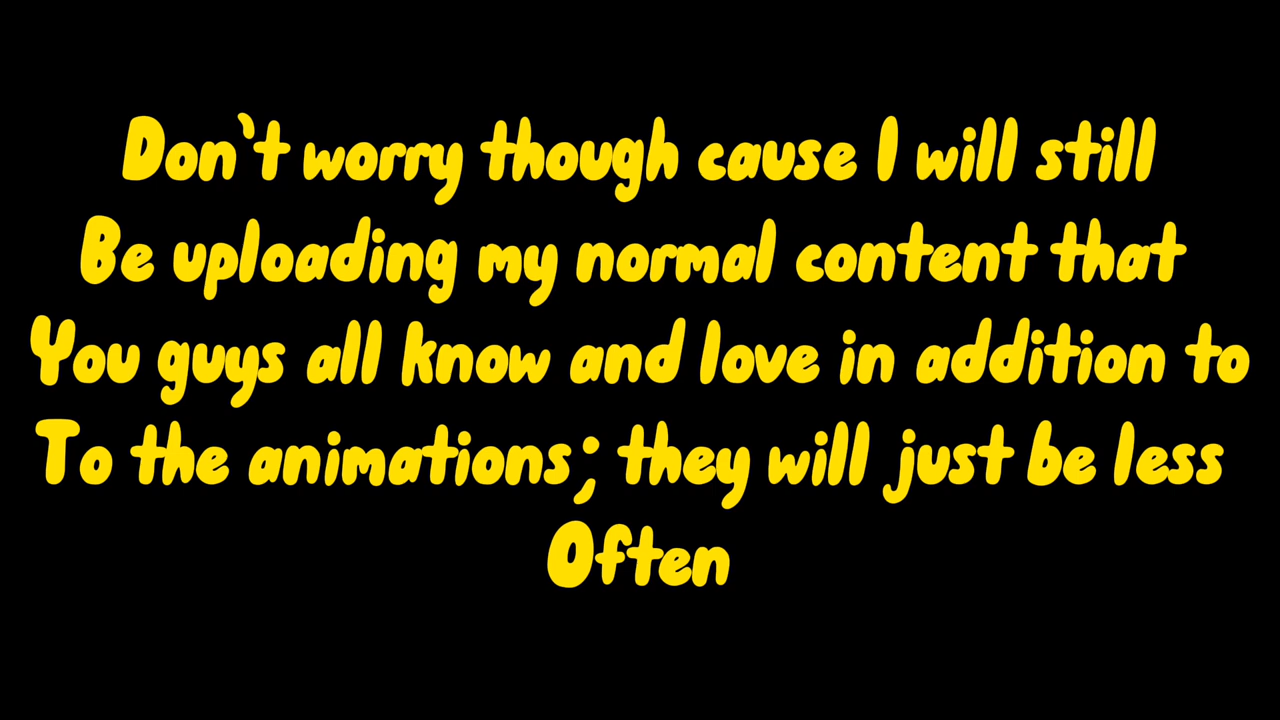 Don't worry though cause I will still
Be uploading my normal content that
You guys all know and love in addition to
To the animations; they will just be less
Often